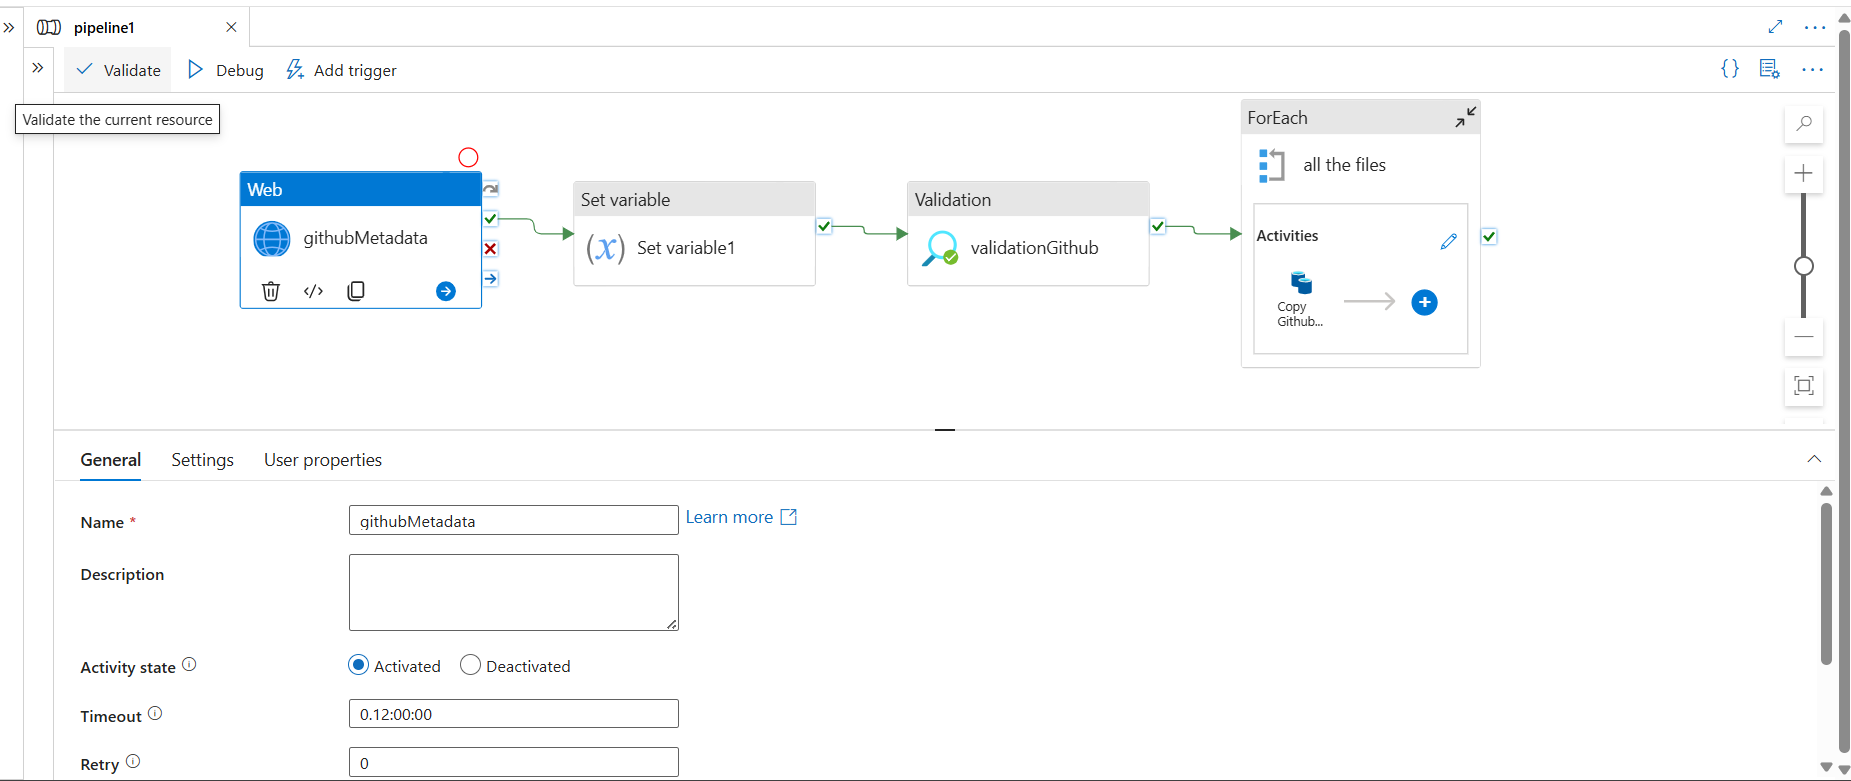 pipeline1
Validate
Debug
Add trigger
{}
Validate the current resource
Web
githubMetadata
</>
Set variable
(x)
Set variable1
Validation
validationGithub
ForEach
all the files
Activities
Copy
Github...
General
Settings
User properties
Name *
githubMetadata
Learn more
Description
Activity state
Activated
Deactivated
Timeout
0.12:00:00
Retry
0